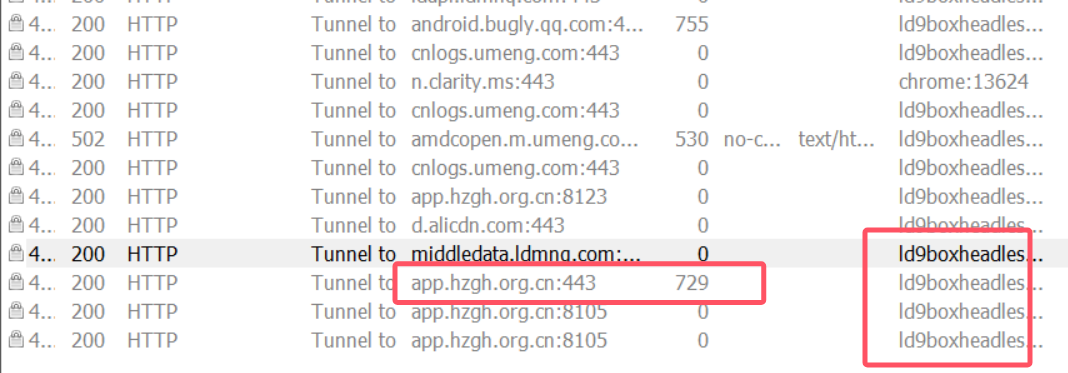 4... 200 HTTP Tunnel to android.bugly.qq.com:4... 755 ld9boxheadles...
4... 200 HTTP Tunnel to cnlogs.umeng.com:443 0 ld9boxheadles...
4... 200 HTTP Tunnel to n.clarity.ms:443 0 chrome:13624
4... 200 HTTP Tunnel to cnlogs.umeng.com:443 0 ld9boxheadles...
4... 502 HTTP Tunnel to amdcopen.m.umeng.co... 530 no-c... text/ht... ld9boxheadles...
4... 200 HTTP Tunnel to cnlogs.umeng.com:443 0 ld9boxheadles...
4... 200 HTTP Tunnel to app.hzgh.org.cn:8123 0 ld9boxheadles...
4... 200 HTTP Tunnel to d.alicdn.com:443 0 ld9boxheadles...
4... 200 HTTP Tunnel to middledata.ldmnq.com:... 0 ld9boxheadles...
4... 200 HTTP Tunnel to app.hzgh.org.cn:443 729 ld9boxheadles...
4... 200 HTTP Tunnel to app.hzgh.org.cn:8105 0 ld9boxheadles...
4... 200 HTTP Tunnel to app.hzgh.org.cn:8105 0 ld9boxheadles...